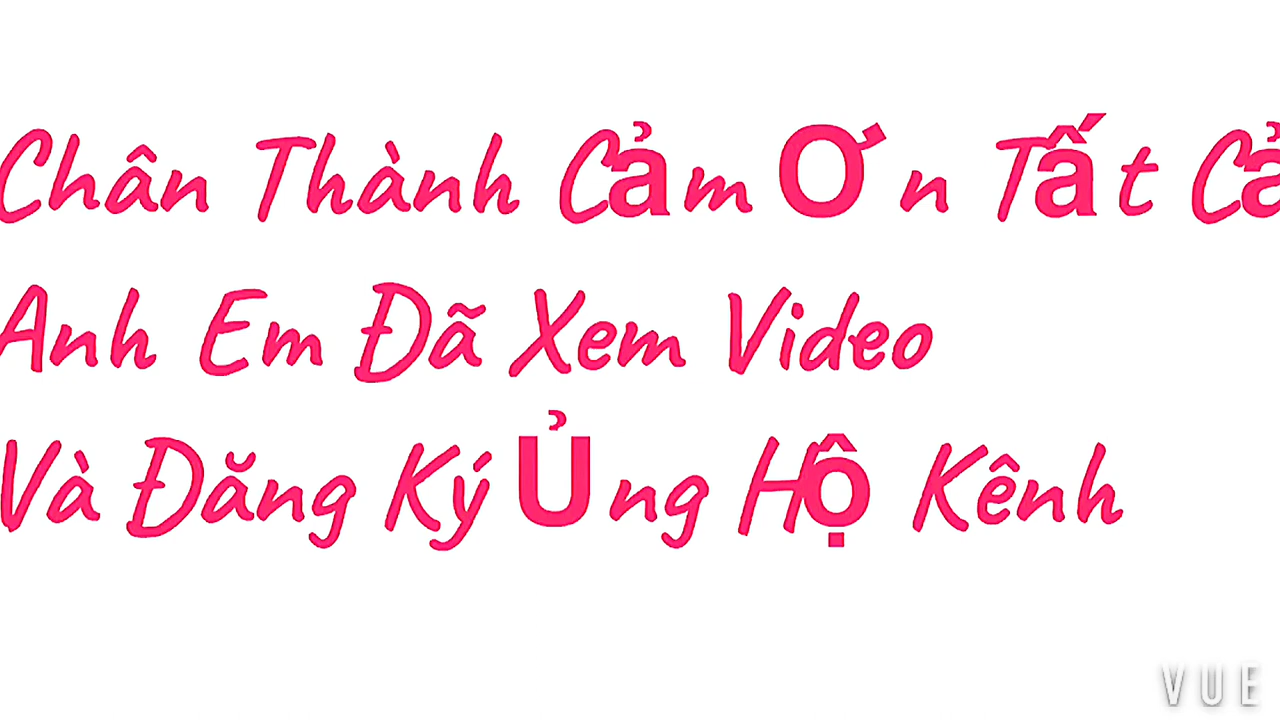 Chân Thành Cảm Ơn Tất Cả
Anh Em Đã Xem Video
Và Đăng Ký Ủng Hộ Kênh
VUE